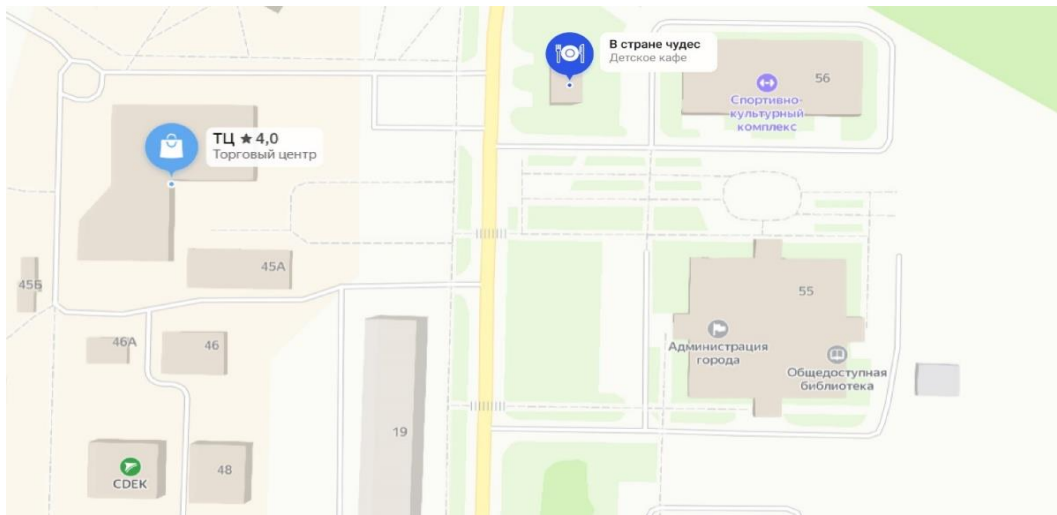 В стране чудес
Детское кафе
56
Спортивно-
культурный
комплекс
ТЦ ★ 4,0
Торговый центр
45А
45Б
55
46А
46
Администрация
города
Общедоступная
библиотека
19
CDEK
48